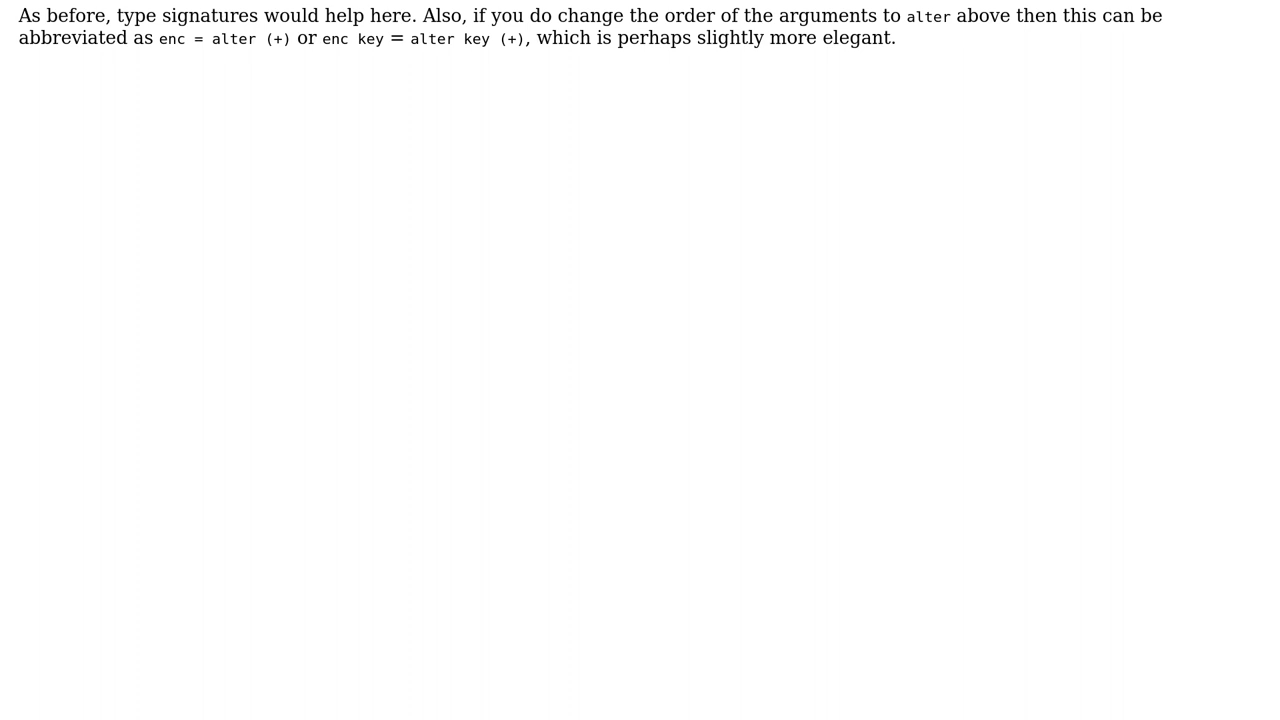 As before, type signatures would help here. Also, if you do change the order of the arguments to alter above then this can be
abbreviated as enc = alter (+) or enc key = alter key (+), which is perhaps slightly more elegant.